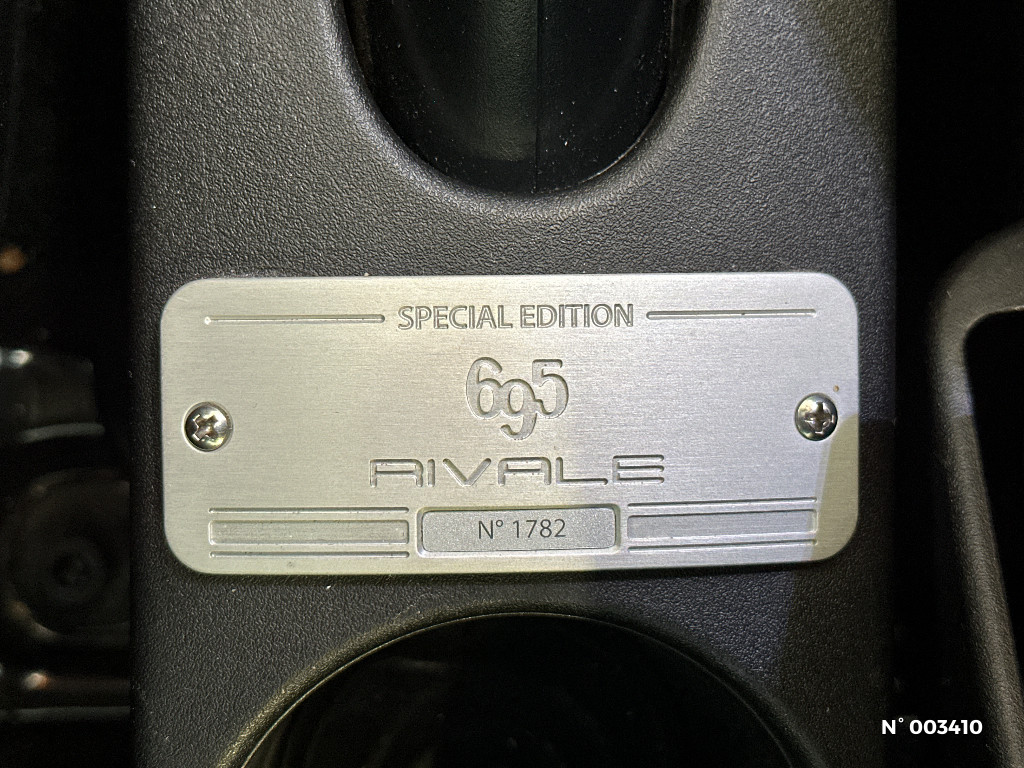 SPECIAL EDITION
695
RIVALE
N° 1782
N° 003410